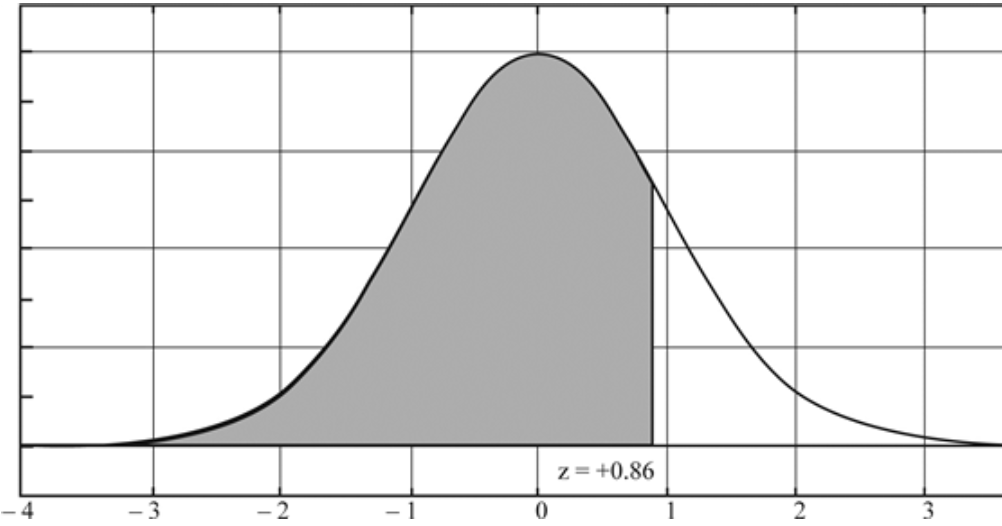 z = +0.86
–4 –3 –2 –1 0 1 2 3